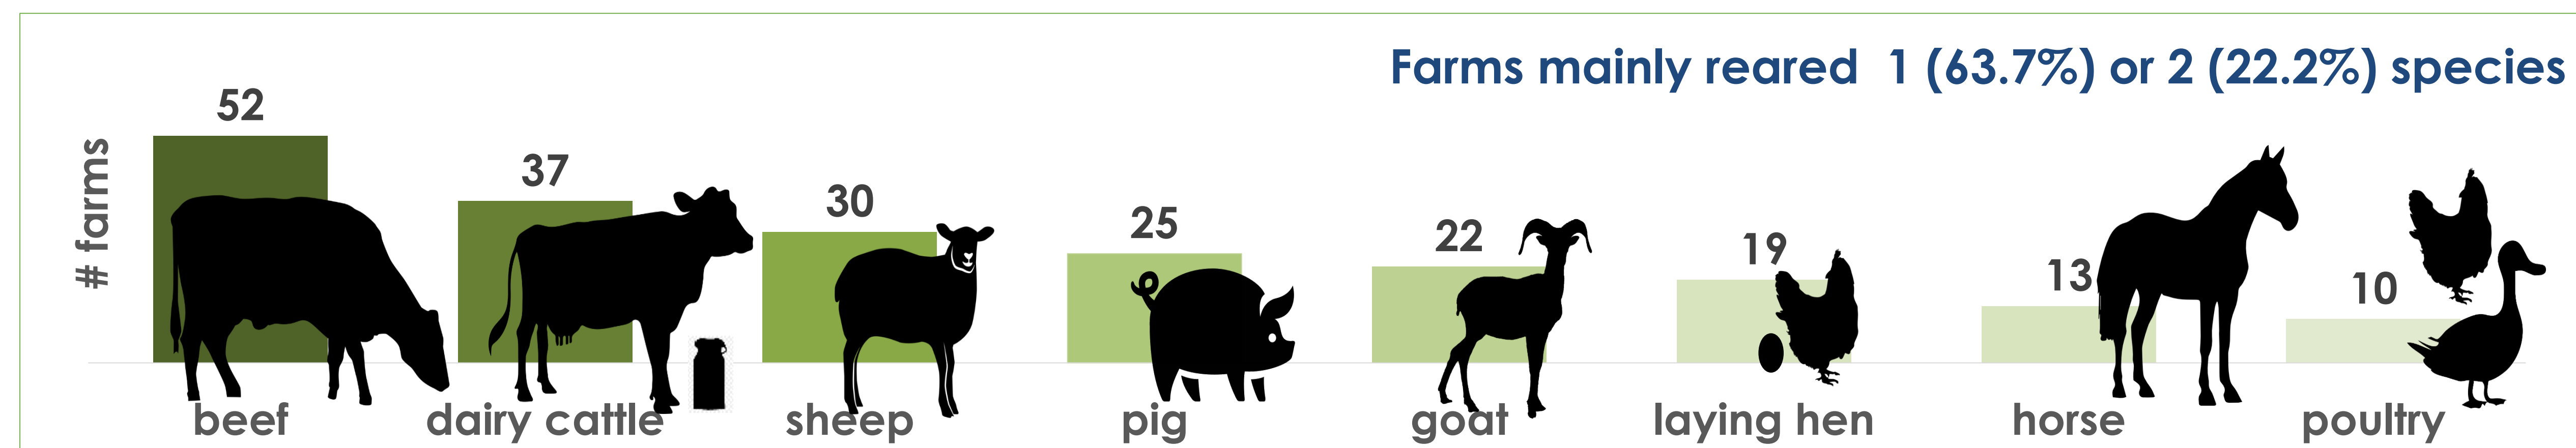 Farms mainly reared 1 (63.7%) or 2 (22.2%) species
# farms
52
37
30
25
22
19
13
10
beef
dairy cattle
sheep
pig
goat
laying hen
horse
poultry